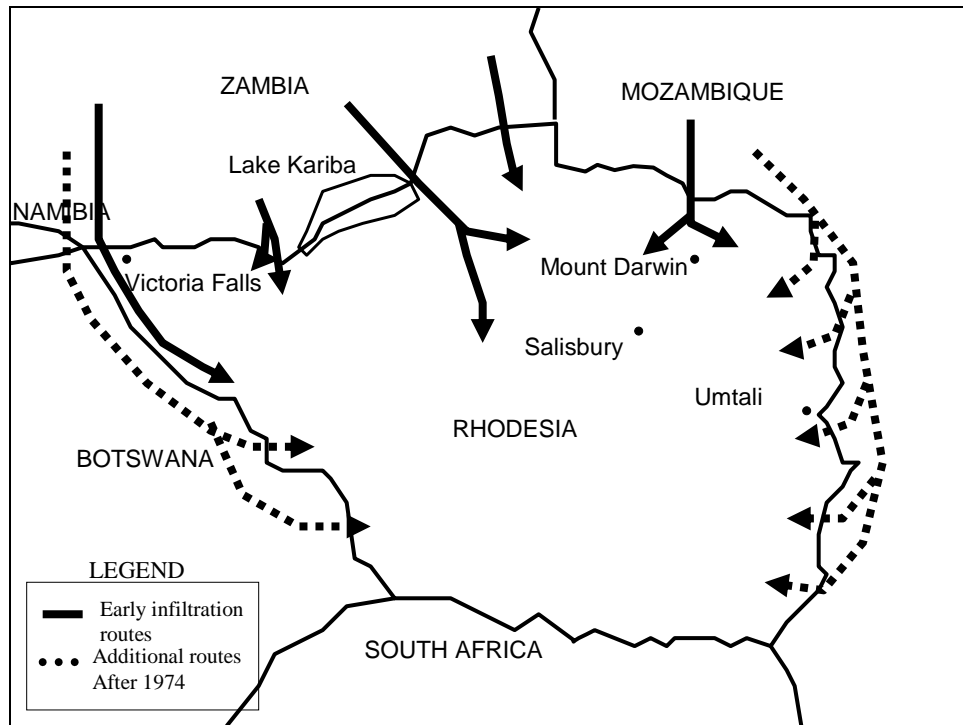 ZAMBIA
MOZAMBIQUE
Lake Kariba
NAMIBIA
Victoria Falls
Mount Darwin
Salisbury
Umtali
RHODESIA
BOTSWANA
LEGEND
Early infiltration
routes
Additional routes
After 1974
SOUTH AFRICA